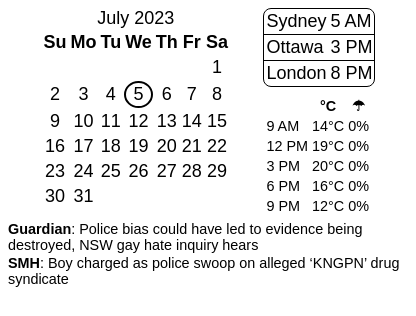 July 2023
Su Mo Tu We Th Fr Sa
1
2 3 4 5 6 7 8
9 10 11 12 13 14 15
16 17 18 19 20 21 22
23 24 25 26 27 28 29
30 31
Sydney 5 AM
Ottawa 3 PM
London 8 PM
°C ☂
9 AM 14°C 0%
12 PM 19°C 0%
3 PM 20°C 0%
6 PM 16°C 0%
9 PM 12°C 0%
Guardian: Police bias could have led to evidence being
destroyed, NSW gay hate inquiry hears
SMH: Boy charged as police swoop on alleged ‘KNGPN’ drug
syndicate